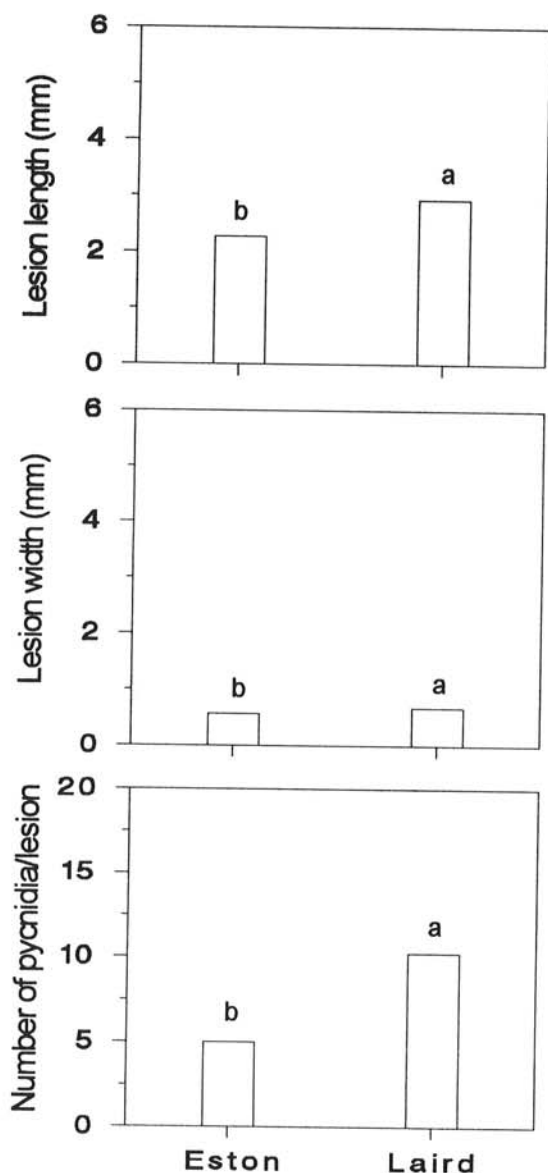 Lesion length (mm)
6
4
2
0
b
a
Lesion width (mm)
6
4
2
0
b
a
Number of pycnidia/lesion
20
15
10
5
0
b
a
Eston
Laird